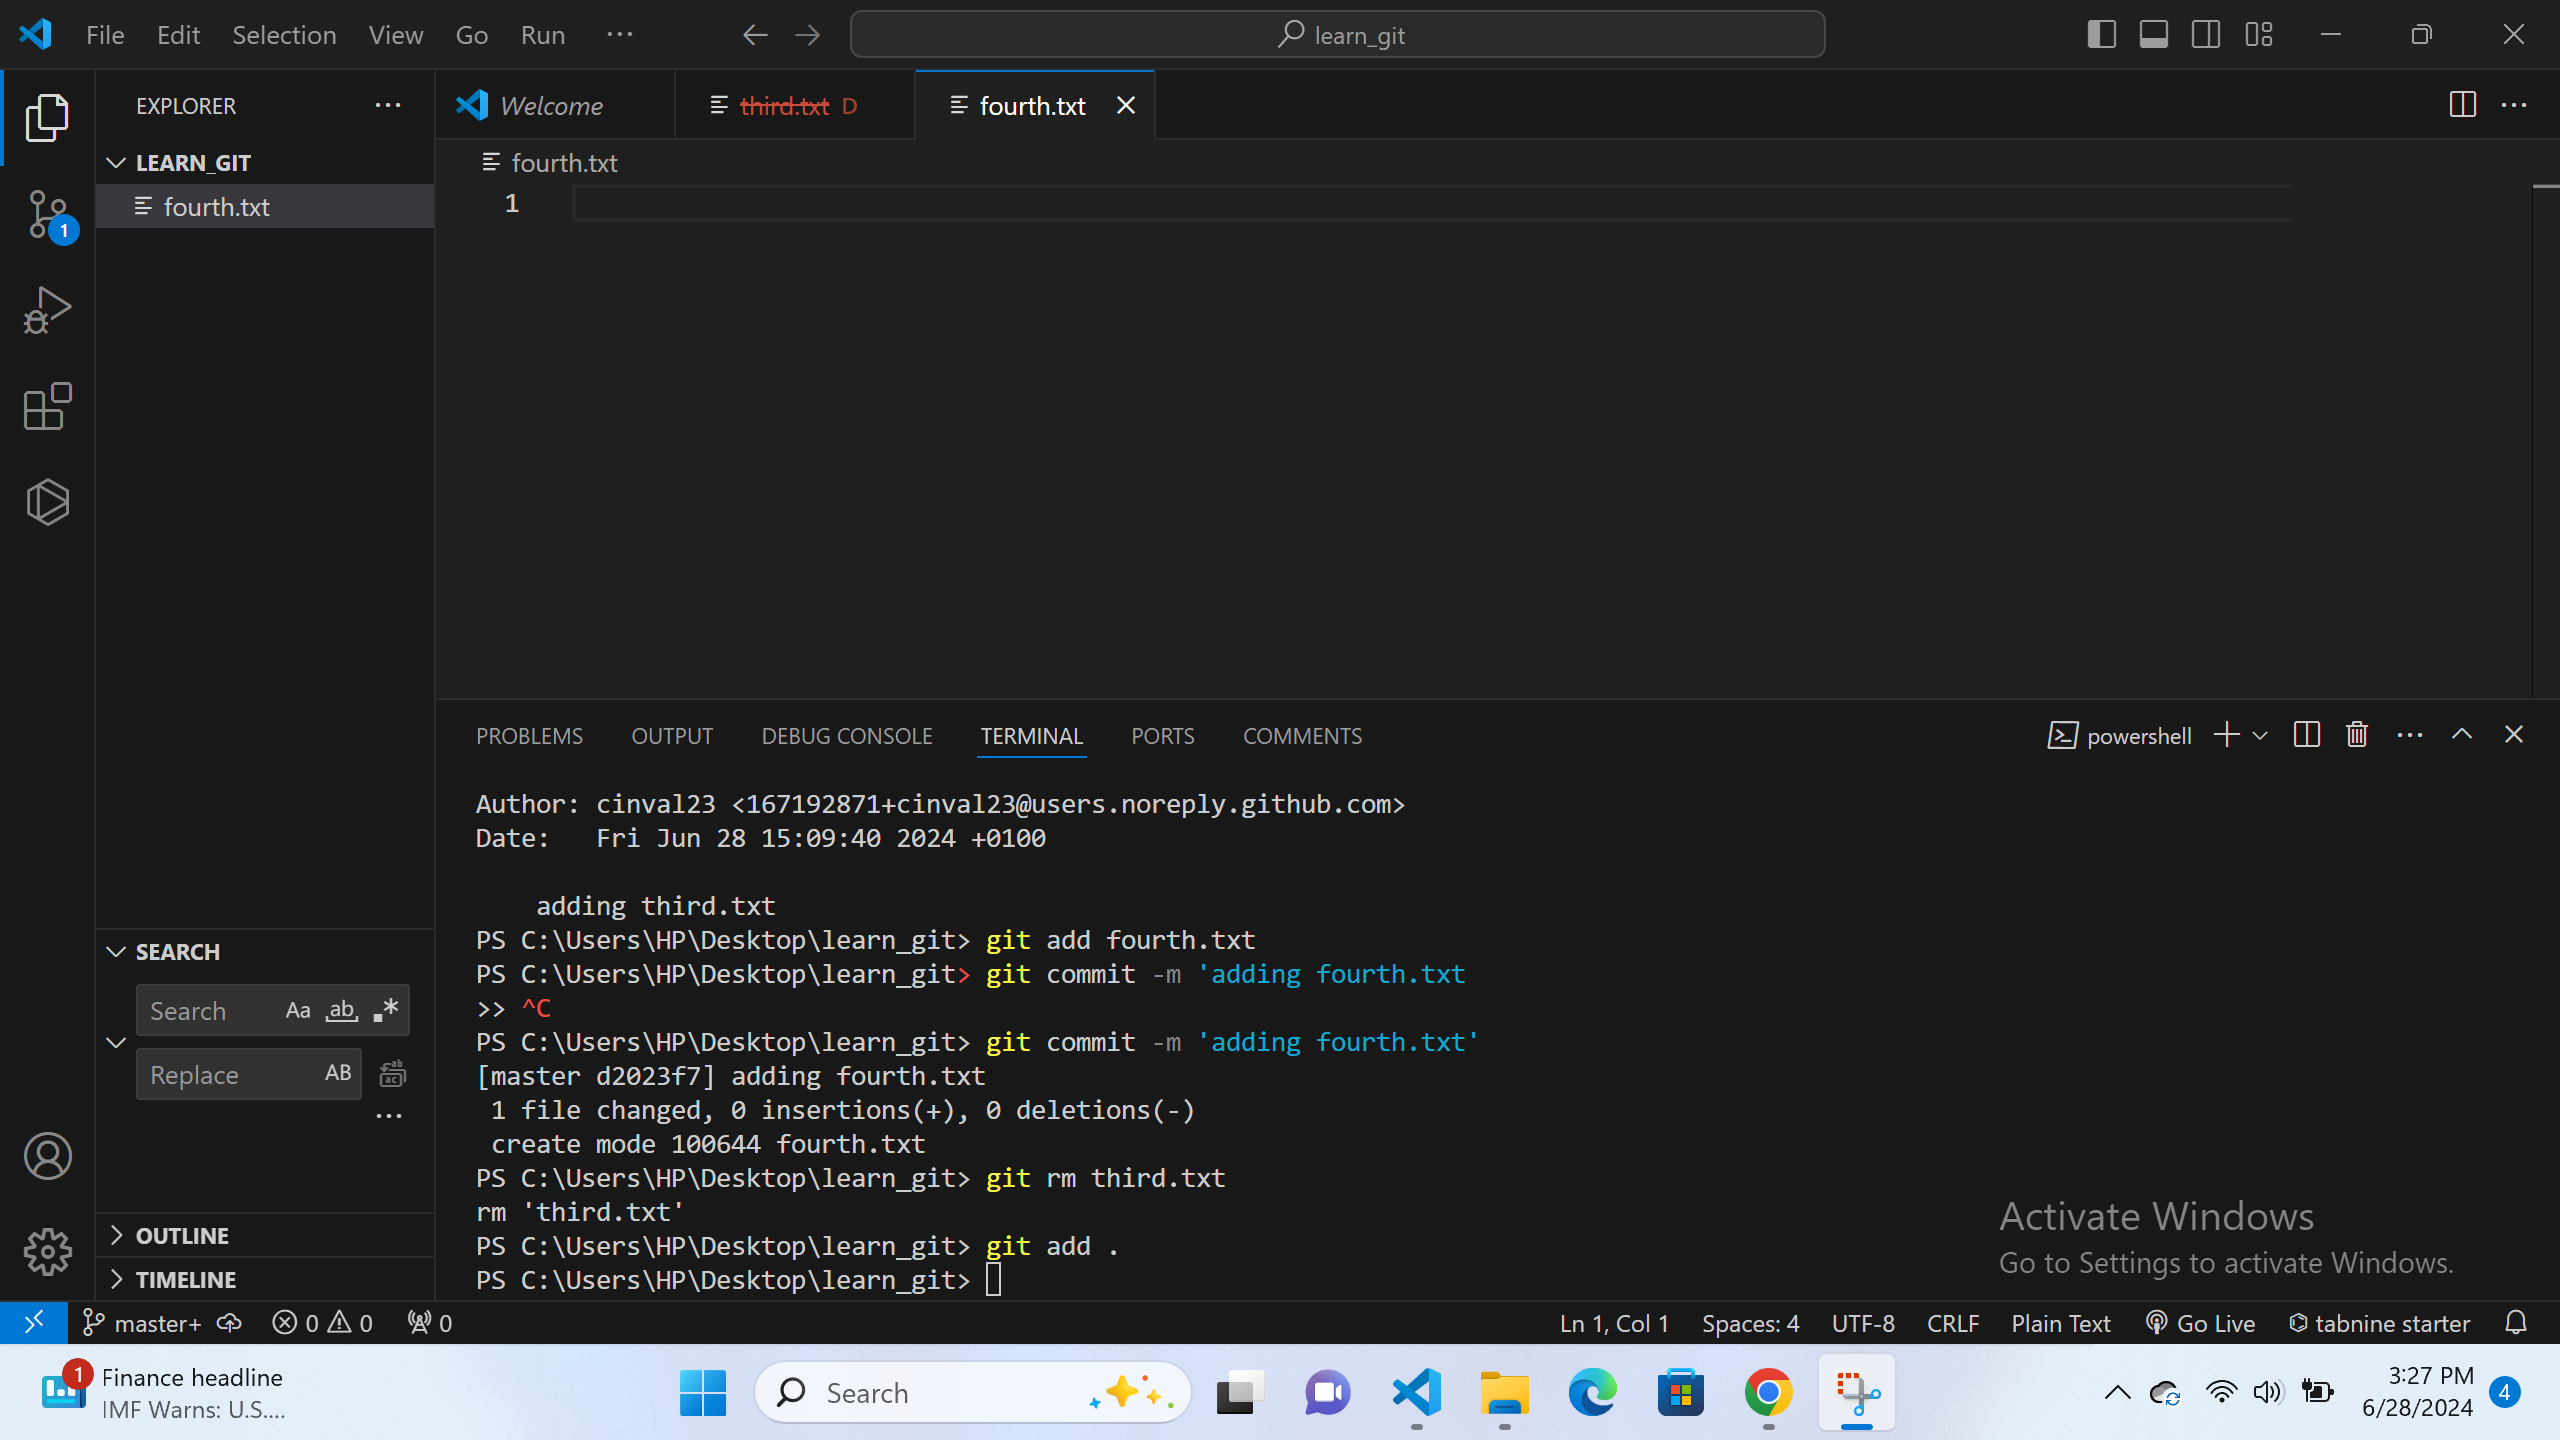 File Edit Selection View Go Run ···
learn_git
EXPLORER
Welcome
third.txt D
fourth.txt
LEARN_GIT
fourth.txt
fourth.txt
1
1
PROBLEMS OUTPUT DEBUG CONSOLE TERMINAL PORTS COMMENTS
powershell
Author: cinval23 <167192871+cinval23@users.noreply.github.com>
Date:   Fri Jun 28 15:09:40 2024 +0100
    adding third.txt
PS C:\Users\HP\Desktop\learn_git> git add fourth.txt
PS C:\Users\HP\Desktop\learn_git> git commit -m 'adding fourth.txt
>> ^C
PS C:\Users\HP\Desktop\learn_git> git commit -m 'adding fourth.txt'
[master d2023f7] adding fourth.txt
 1 file changed, 0 insertions(+), 0 deletions(-)
 create mode 100644 fourth.txt
PS C:\Users\HP\Desktop\learn_git> git rm third.txt
rm 'third.txt'
PS C:\Users\HP\Desktop\learn_git> git add .
PS C:\Users\HP\Desktop\learn_git>
SEARCH
Search Aa ab .*
Replace AB
OUTLINE
TIMELINE
Activate Windows
Go to Settings to activate Windows.
master+ 0 0 0
Ln 1, Col 1 Spaces: 4 UTF-8 CRLF Plain Text Go Live tabnine starter
1
Finance headline
IMF Warns: U.S....
Search
3:27 PM
6/28/2024
4